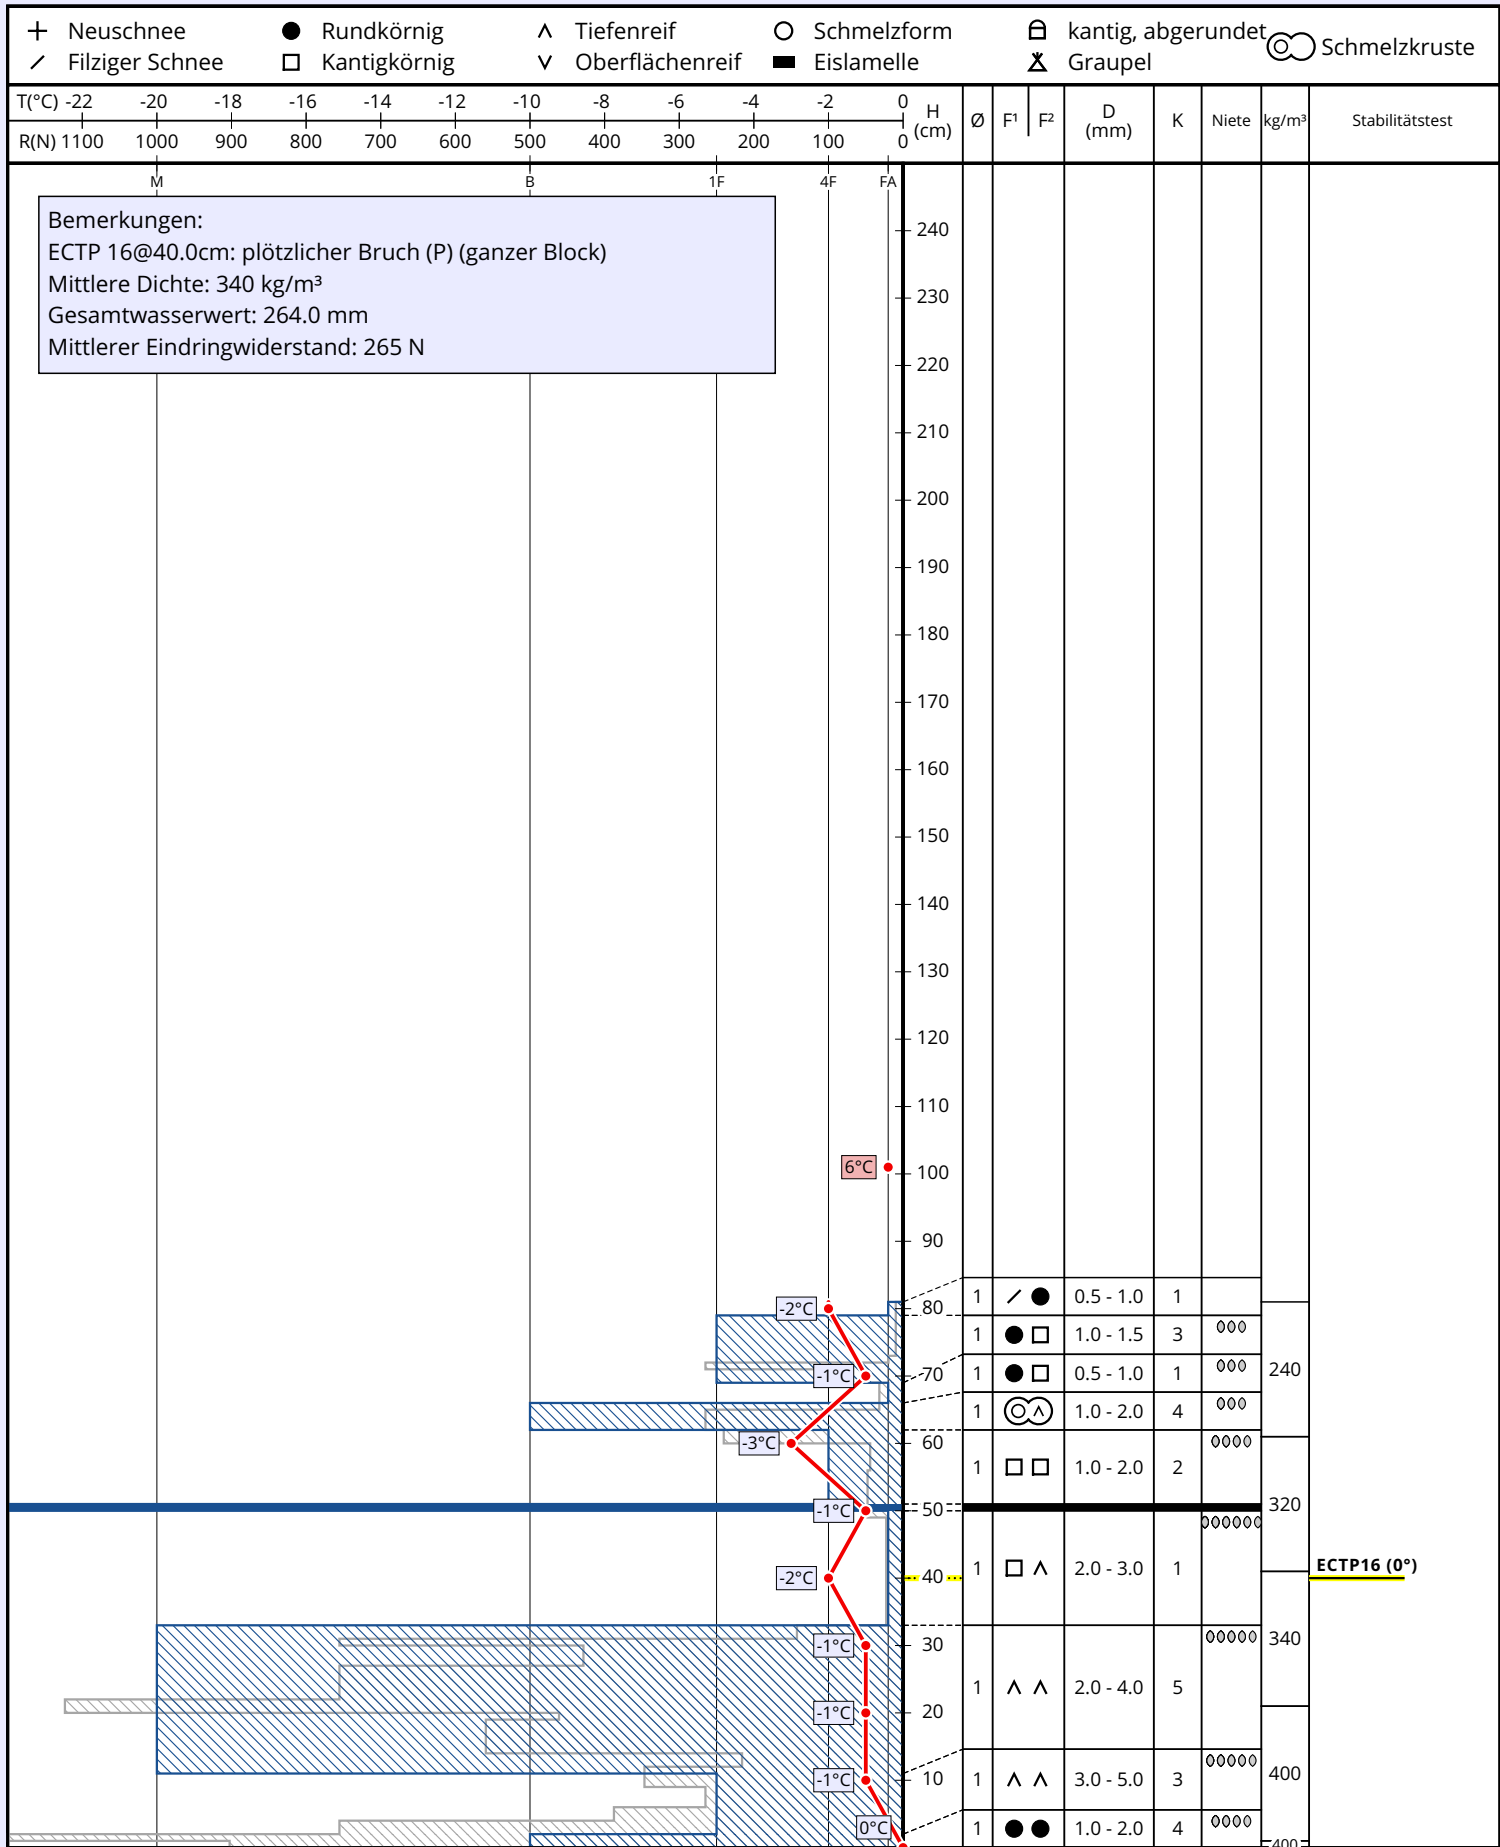 Neuschnee Rundkörnig Tiefenreif Schmelzform kantig, abgerundet Schmelzkruste
Filziger Schnee Kantigkörnig Oberflächenreif Eislamelle Graupel
T(°C) -22 -20 -18 -16 -14 -12 -10 -8 -6 -4 -2 0
R(N) 1100 1000 900 800 700 600 500 400 300 200 100 0
H (cm) Ø F¹ F² D (mm) K Niete kg/m³ Stabilitätstest
M B 1F 4F FA
Bemerkungen:
ECTP 16@40.0cm: plötzlicher Bruch (P) (ganzer Block)
Mittlere Dichte: 340 kg/m³
Gesamtwasserwert: 264.0 mm
Mittlerer Eindringwiderstand: 265 N
240
230
220
210
200
190
180
170
160
150
140
130
120
110
6°C 100
90
1 0.5 - 1.0 1
-2°C 80
1 1.0 - 1.5 3
-1°C 70 1 0.5 - 1.0 1 240
1 1.0 - 2.0 4
-3°C 60
1 1.0 - 2.0 2
-1°C 50 320
1 2.0 - 3.0 1
ECTP16 (0°)
-2°C 40
-1°C 30 340
1 2.0 - 4.0 5
-1°C 20
-1°C 10 1 3.0 - 5.0 3 400
0°C 1 1.0 - 2.0 4
400